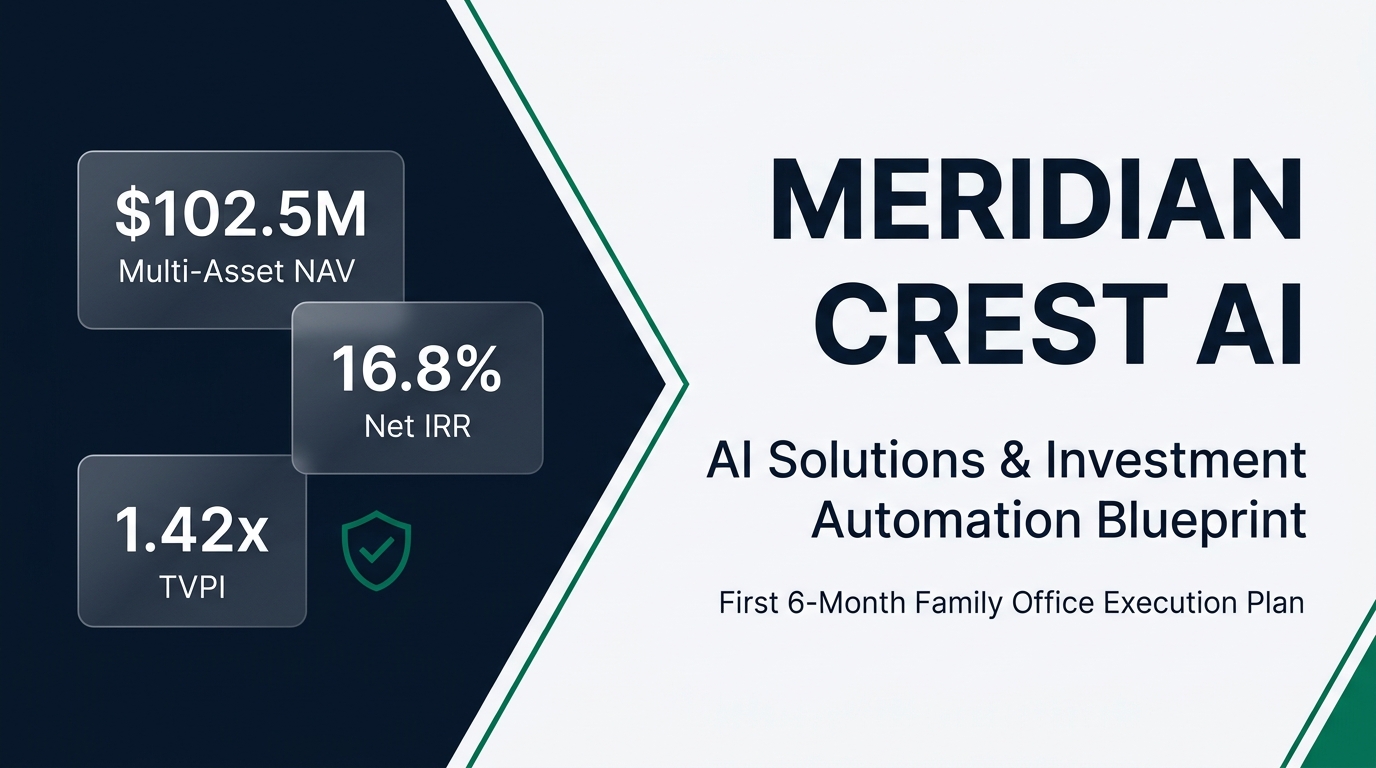 $102.5M
Multi-Asset NAV
16.8%
Net IRR
1.42x
TVPI
MERIDIAN
CREST AI
AI Solutions & Investment
Automation Blueprint
First 6-Month Family Office Execution Plan